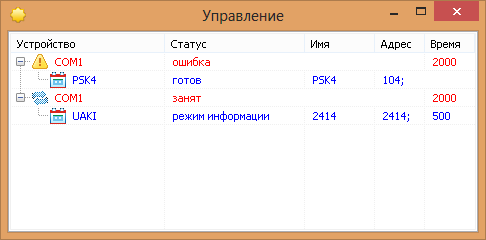 Управление
Устройство Статус Имя Адрес Время
COM1 ошибка 2000
PSK4 готов PSK4 104;
COM1 занят 2000
UAKI режим информации 2414 2414; 500